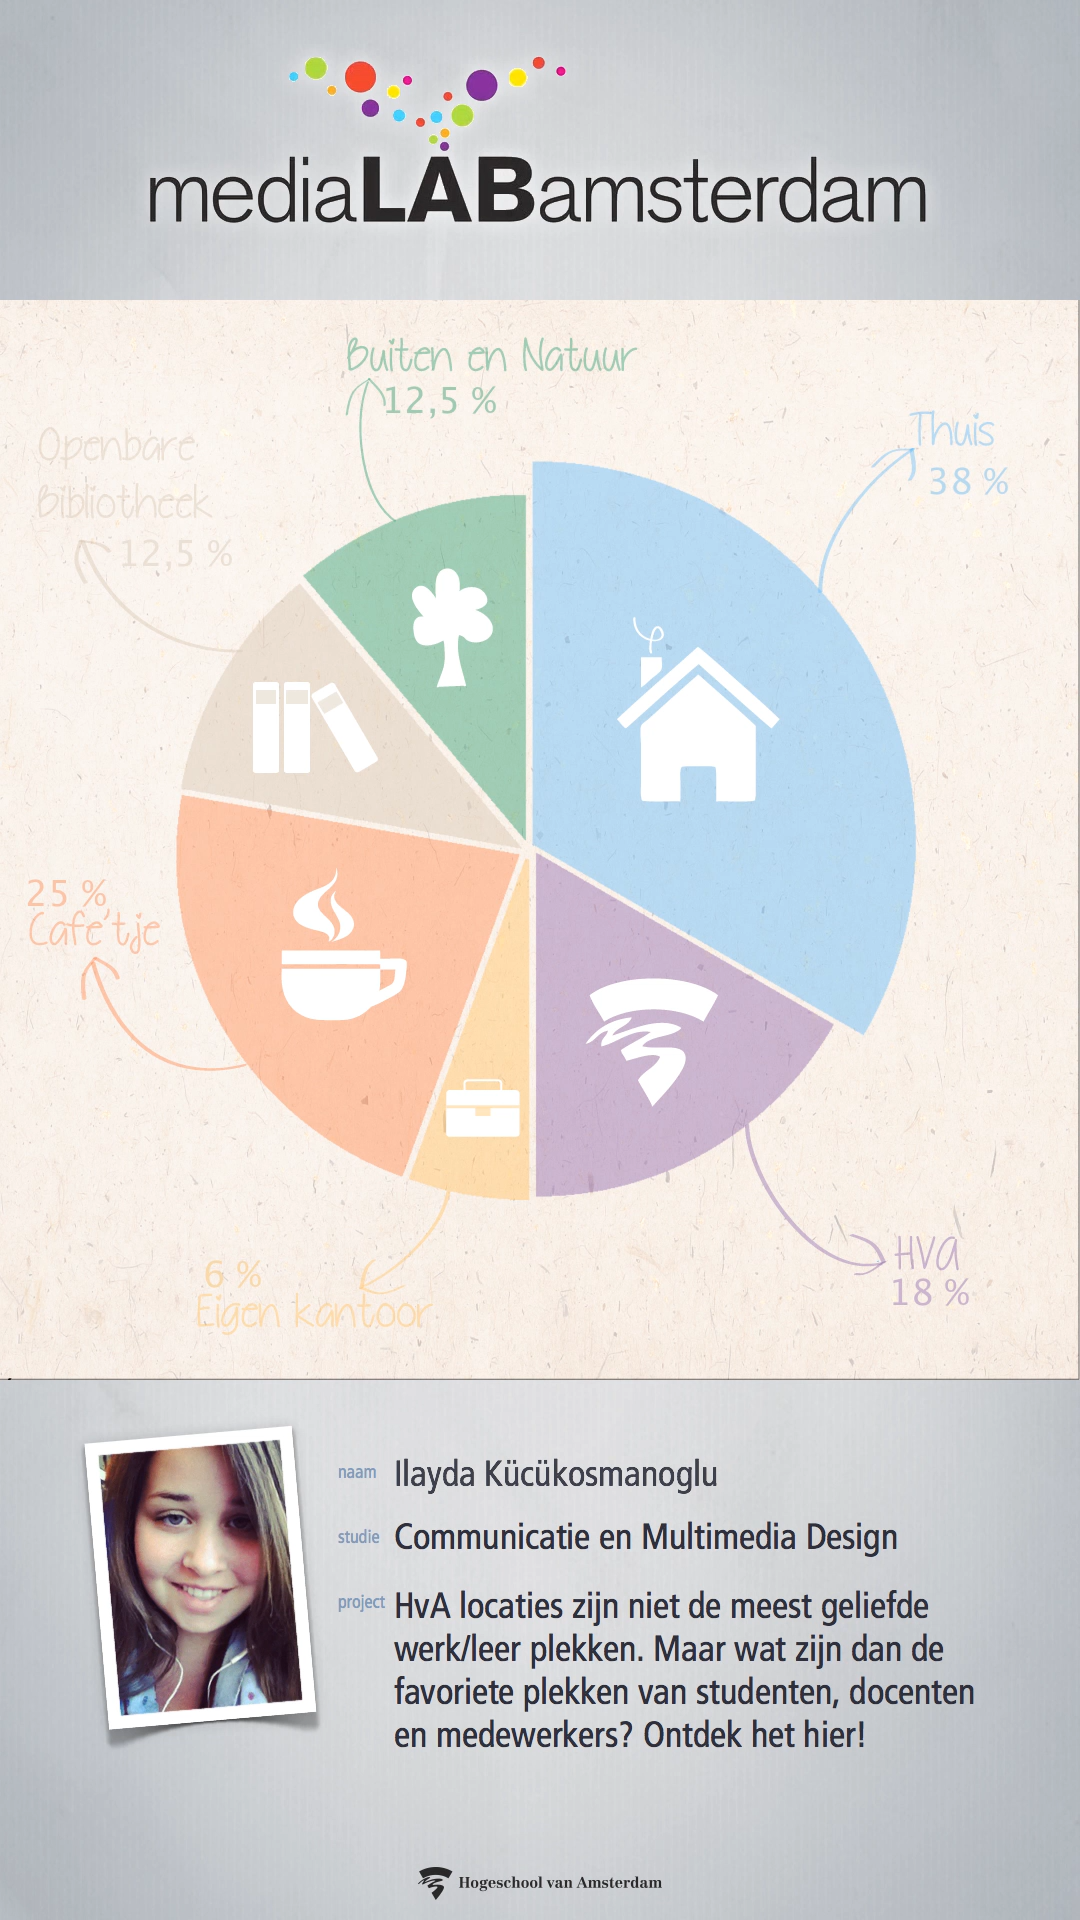 mediaLABamsterdam
Buiten en Natuur
12,5 %
Thuis
38 %
Openbare
Bibliotheek
12,5 %
25 %
Cafe'tje
HVA
18 %
6 %
Eigen kantoor
naam Ilayda Kücükosmanoglu
studie Communicatie en Multimedia Design
project HvA locaties zijn niet de meest geliefde
werk/leer plekken. Maar wat zijn dan de
favoriete plekken van studenten, docenten
en medewerkers? Ontdek het hier!
Hogeschool van Amsterdam